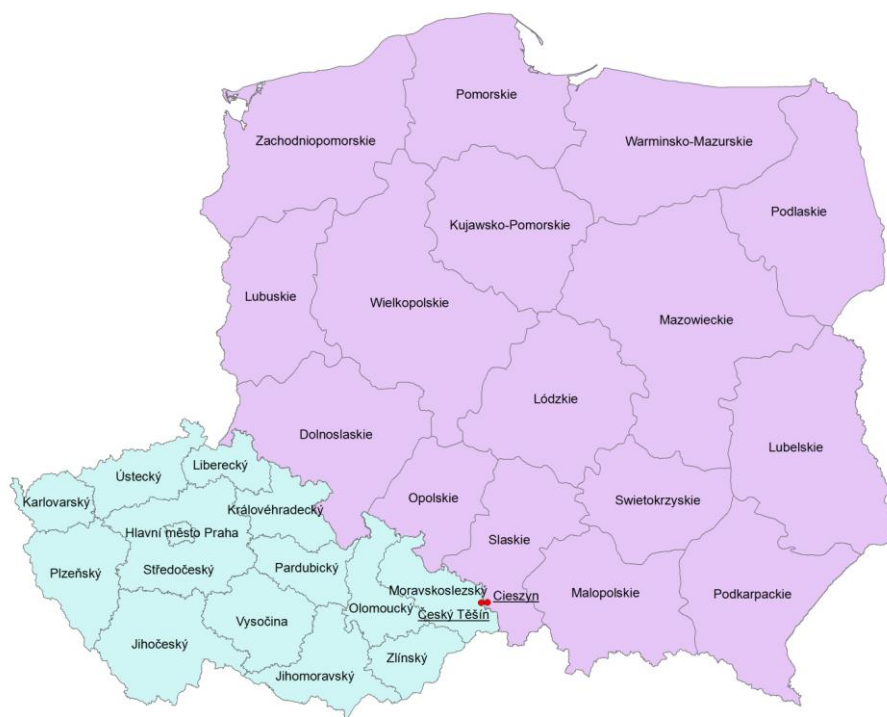 Pomorskie
Zachodniopomorskie
Warminsko-Mazurskie
Podlaskie
Kujawsko-Pomorskie
Lubuskie
Wielkopolskie
Mazowieckie
Lódzkie
Dolnoslaskie
Lubelskie
Liberecký
Ústecký
Karlovarský
Opolskie
Swietokrzyskie
Královéhradecký
Hlavní město Praha
Slaskie
Plzeňský
Středočeský
Pardubický
Moravskoslezský
Cieszyn
Malopolskie
Podkarpackie
Olomoucký
Český Těšín
Vysočina
Jihočeský
Zlínský
Jihomoravský